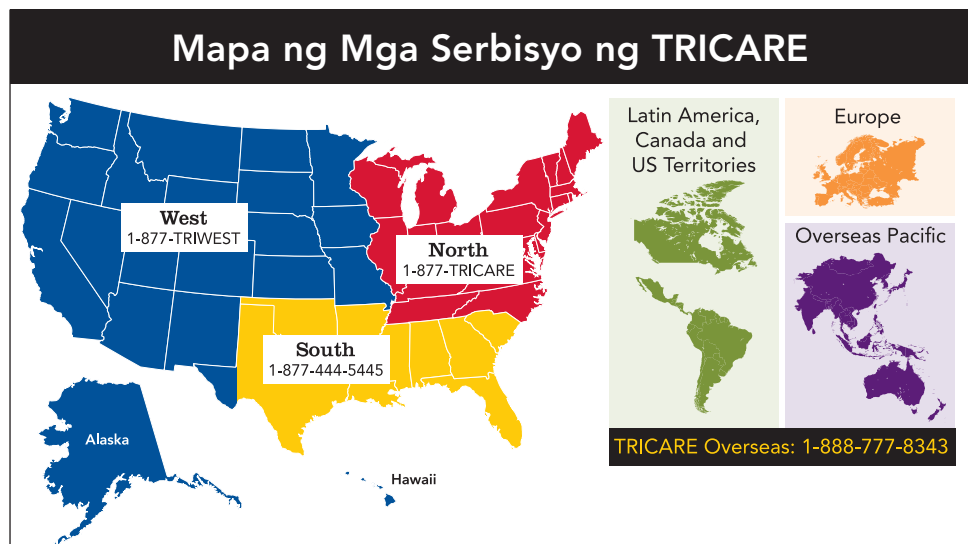 Mapa ng Mga Serbisyo ng TRICARE
West
1-877-TRIWEST
North
1-877-TRICARE
South
1-877-444-5445
Alaska
Hawaii
Latin America,
Canada and
US Territories
Europe
Overseas Pacific
TRICARE Overseas: 1-888-777-8343